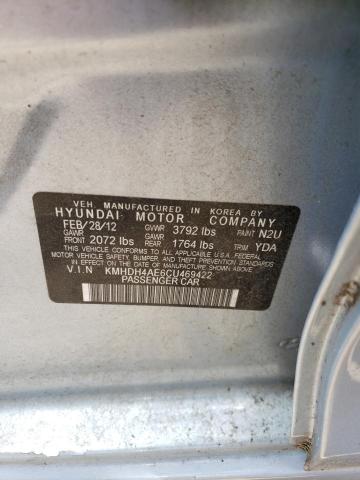 VEH. MANUFACTURED IN KOREA BY
HYUNDAI MOTOR COMPANY
FEB/28/12 GVWR 3792 lbs PAINT N2U
GAWR FRONT 2072 lbs GAWR REAR 1764 lbs TRIM YDA
THIS VEHICLE CONFORMS TO ALL APPLICABLE U.S. FEDERAL
MOTOR VEHICLE SAFETY, BUMPER, AND THEFT PREVENTION STANDARDS
IN EFFECT ON THE DATE OF MANUFACTURE SHOWN ABOVE.
V.I.N KMHDH4AE6CU469422
PASSENGER CAR